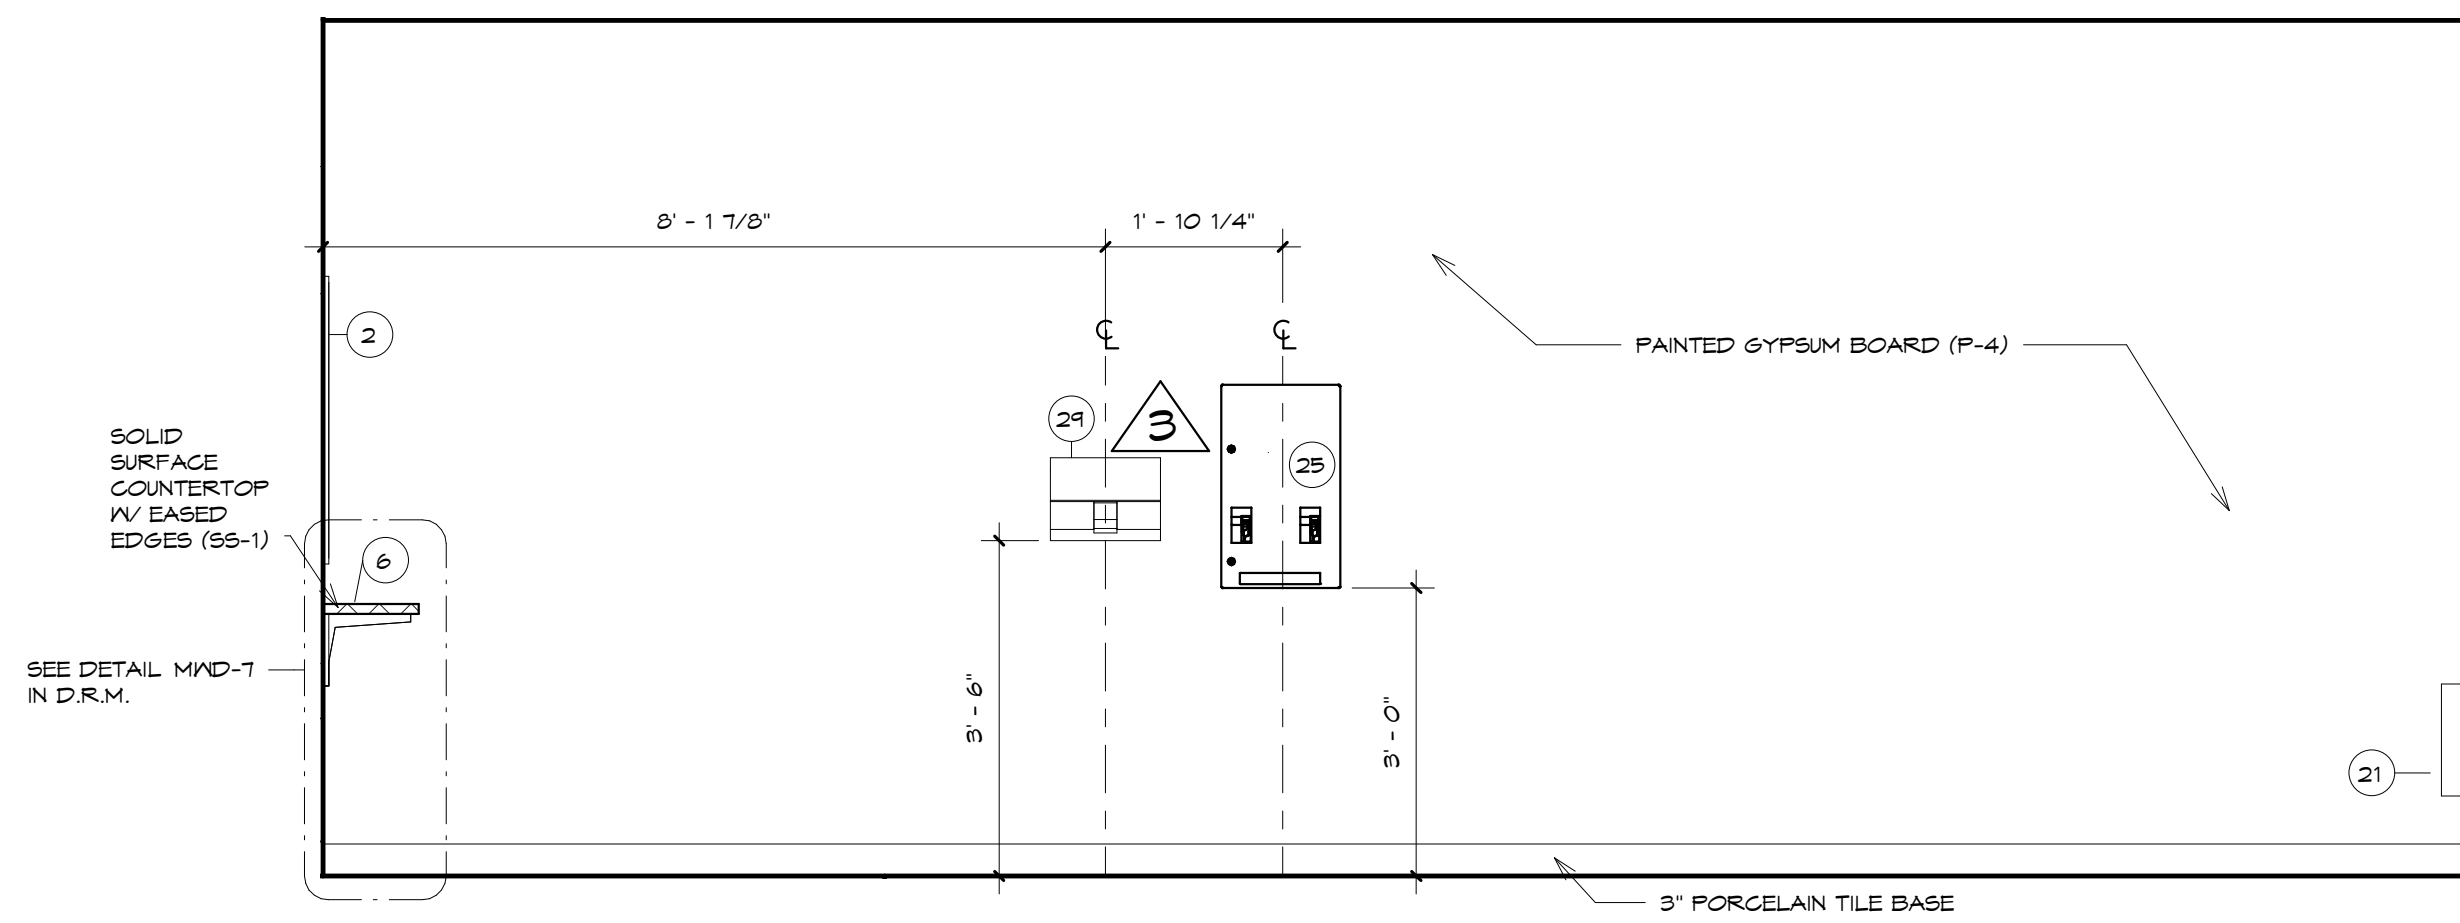 8' - 1 7/8"
1' - 10 1/4"
℄
℄
2
PAINTED GYPSUM BOARD (P-4)
29
3
25
SOLID
SURFACE
COUNTERTOP
W/ EASED
EDGES (SS-1)
6
SEE DETAIL MWD-7
IN D.R.M.
3' - 6"
3' - 0"
21
3" PORCELAIN TILE BASE